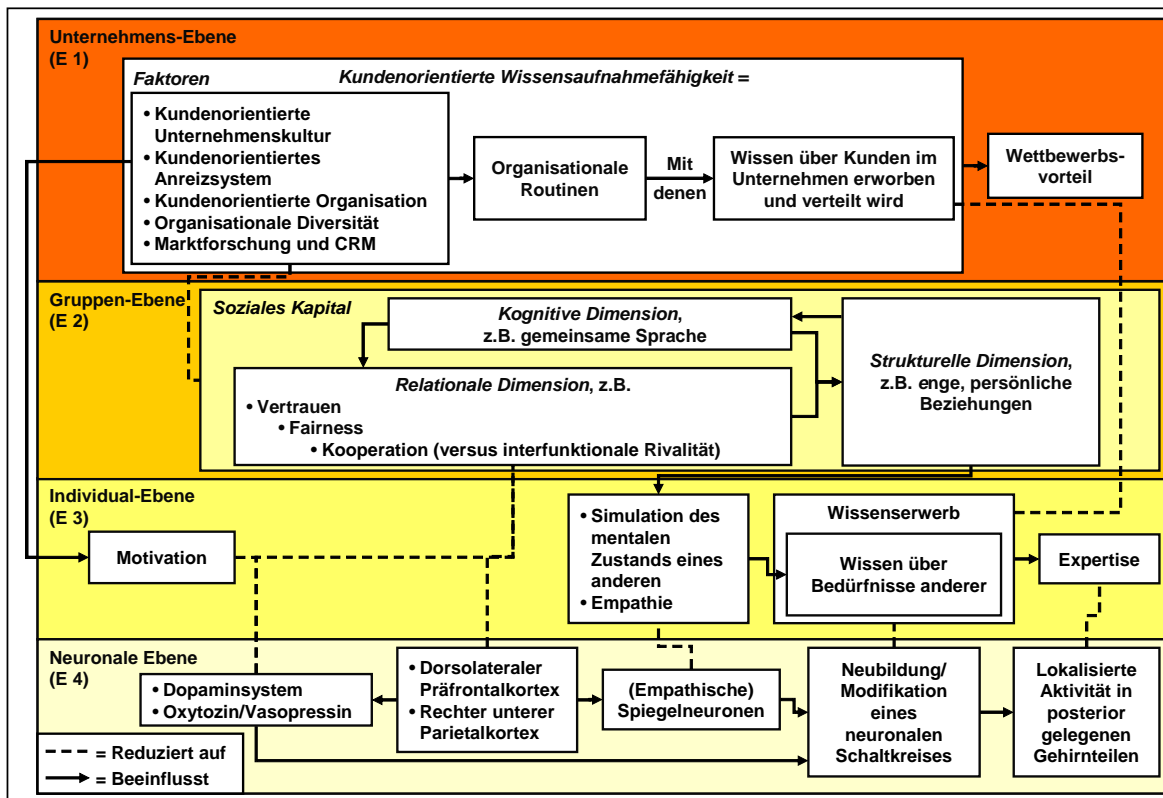 Unternehmens-Ebene
(E 1)
Faktoren
Kundenorientierte Wissensaufnahmefähigkeit =
• Kundenorientierte
Unternehmenskultur
• Kundenorientiertes
Anreizsystem
• Kundenorientierte Organisation
• Organisationale Diversität
• Marktforschung und CRM
Organisationale
Routinen
Mit
denen
Wissen über Kunden im
Unternehmen erworben
und verteilt wird
Wettbewerbs-
vorteil
Gruppen-Ebene
(E 2)
Soziales Kapital
Kognitive Dimension,
z.B. gemeinsame Sprache
Relationale Dimension, z.B.
• Vertrauen
• Fairness
• Kooperation (versus interfunktionale Rivalität)
Strukturelle Dimension,
z.B. enge, persönliche
Beziehungen
Individual-Ebene
(E 3)
Motivation
• Simulation des
mentalen
Zustands eines
anderen
• Empathie
Wissenserwerb
Wissen über
Bedürfnisse anderer
Expertise
Neuronale Ebene
(E 4)
• Dopaminsystem
• Oxytozin/Vasopressin
• Dorsolateraler
Präfrontalkortex
• Rechter unterer
Parietalkortex
(Empathische)
Spiegelneuronen
Neubildung/
Modifikation
eines
neuronalen
Schaltkreises
Lokalisierte
Aktivität in
posterior
gelegenen
Gehirnteilen
= Reduziert auf
= Beeinflusst